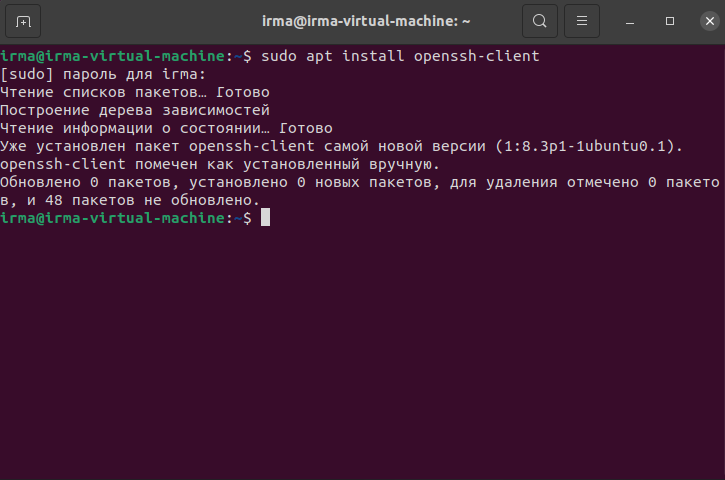 irma@irma-virtual-machine: ~
irma@irma-virtual-machine:~$ sudo apt install openssh-client
[sudo] пароль для irma:
Чтение списков пакетов… Готово
Построение дерева зависимостей
Чтение информации о состоянии… Готово
Уже установлен пакет openssh-client самой новой версии (1:8.3p1-1ubuntu0.1).
openssh-client помечен как установленный вручную.
Обновлено 0 пакетов, установлено 0 новых пакетов, для удаления отмечено 0 пакето
в, и 48 пакетов не обновлено.
irma@irma-virtual-machine:~$